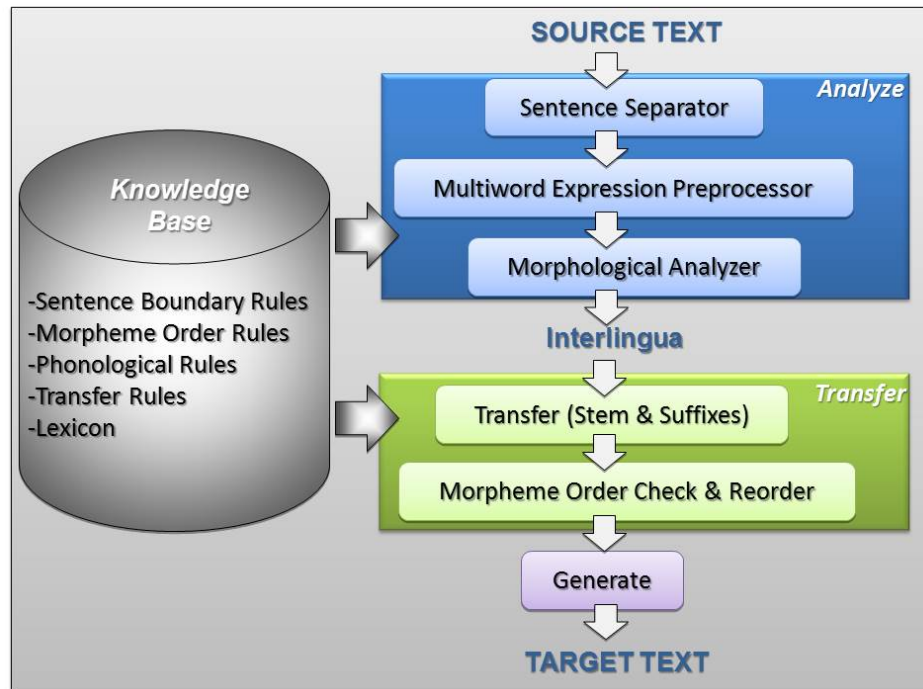 SOURCE TEXT
Analyze
Sentence Separator
Multiword Expression Preprocessor
Morphological Analyzer
Knowledge
Base
-Sentence Boundary Rules
-Morpheme Order Rules
-Phonological Rules
-Transfer Rules
-Lexicon
Interlingua
Transfer
Transfer (Stem & Suffixes)
Morpheme Order Check & Reorder
Generate
TARGET TEXT